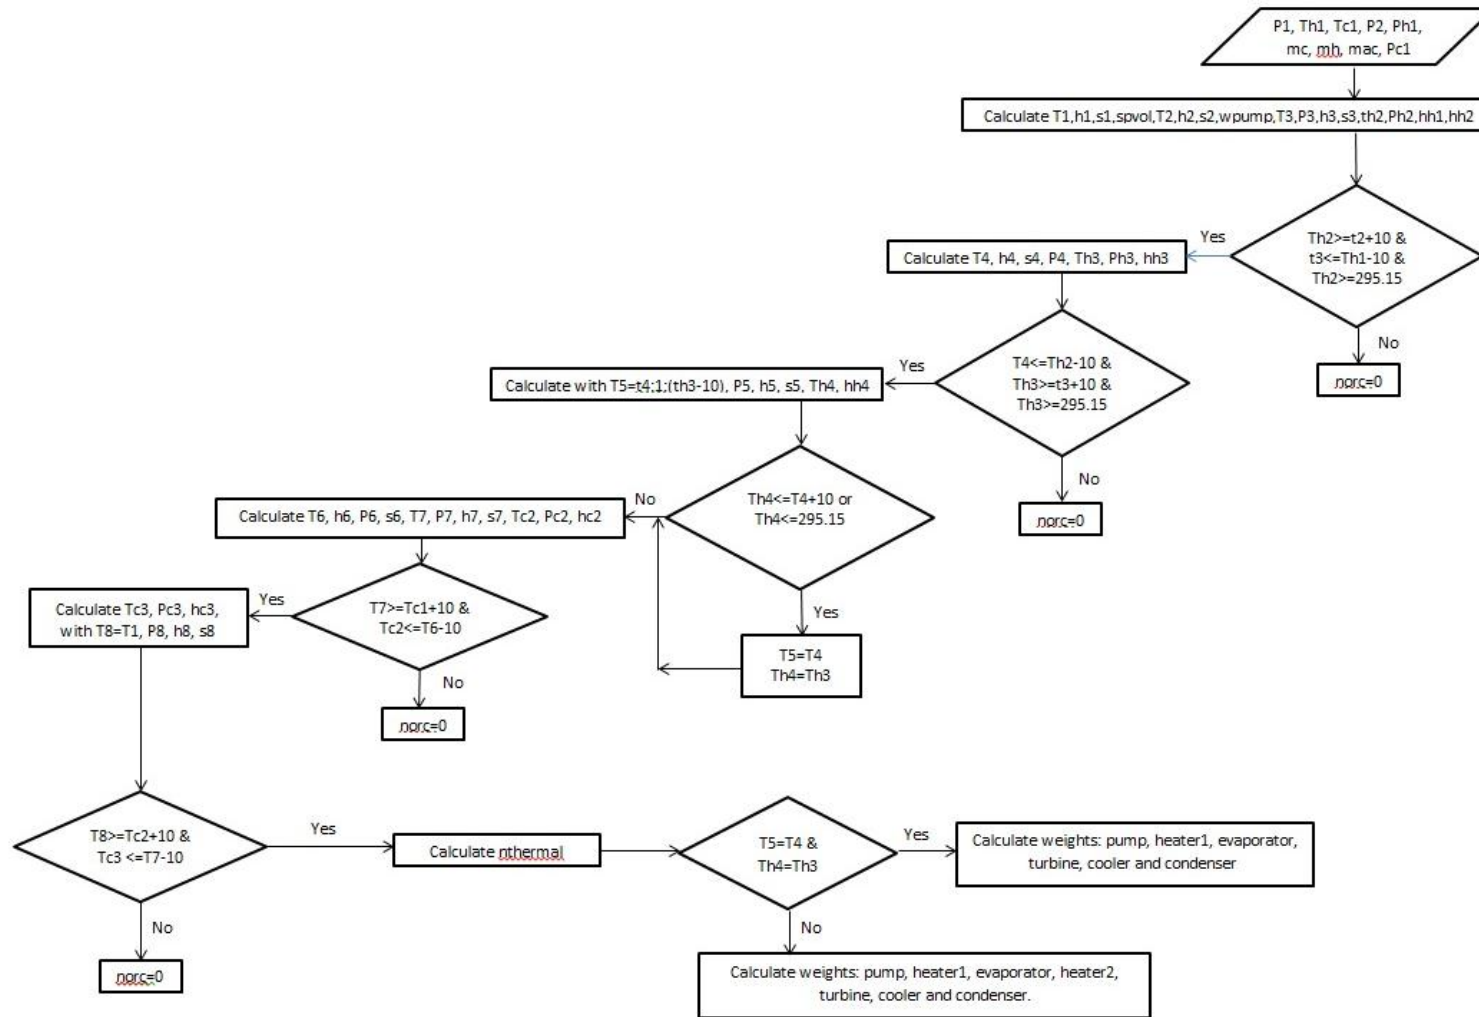 P1, Th1, Tc1, P2, Ph1,
mc, mh, mac, Pc1
Calculate T1,h1,s1,spvol,T2,h2,s2,wpump,T3,P3,h3,s3,th2,Ph2,hh1,hh2
Th2>=t2+10 &
t3<=Th1-10 &
Th2>=295.15
Yes
No
norc=0
Calculate T4, h4, s4, P4, Th3, Ph3, hh3
T4<=Th2-10 &
Th3>=t3+10 &
Th3>=295.15
Yes
No
norc=0
Calculate with T5=t4:1:(th3-10), P5, h5, s5, Th4, hh4
Th4<=T4+10 or
Th4<=295.15
No
Yes
T5=T4
Th4=Th3
Calculate T6, h6, P6, s6, T7, P7, h7, s7, Tc2, Pc2, hc2
T7>=Tc1+10 &
Tc2<=T6-10
Yes
No
norc=0
Calculate Tc3, Pc3, hc3,
with T8=T1, P8, h8, s8
T8>=Tc2+10 &
Tc3 <=T7-10
Yes
No
norc=0
Calculate nthermal
T5=T4 &
Th4=Th3
Yes
Calculate weights: pump, heater1, evaporator,
turbine, cooler and condenser
No
Calculate weights: pump, heater1, evaporator, heater2,
turbine, cooler and condenser.